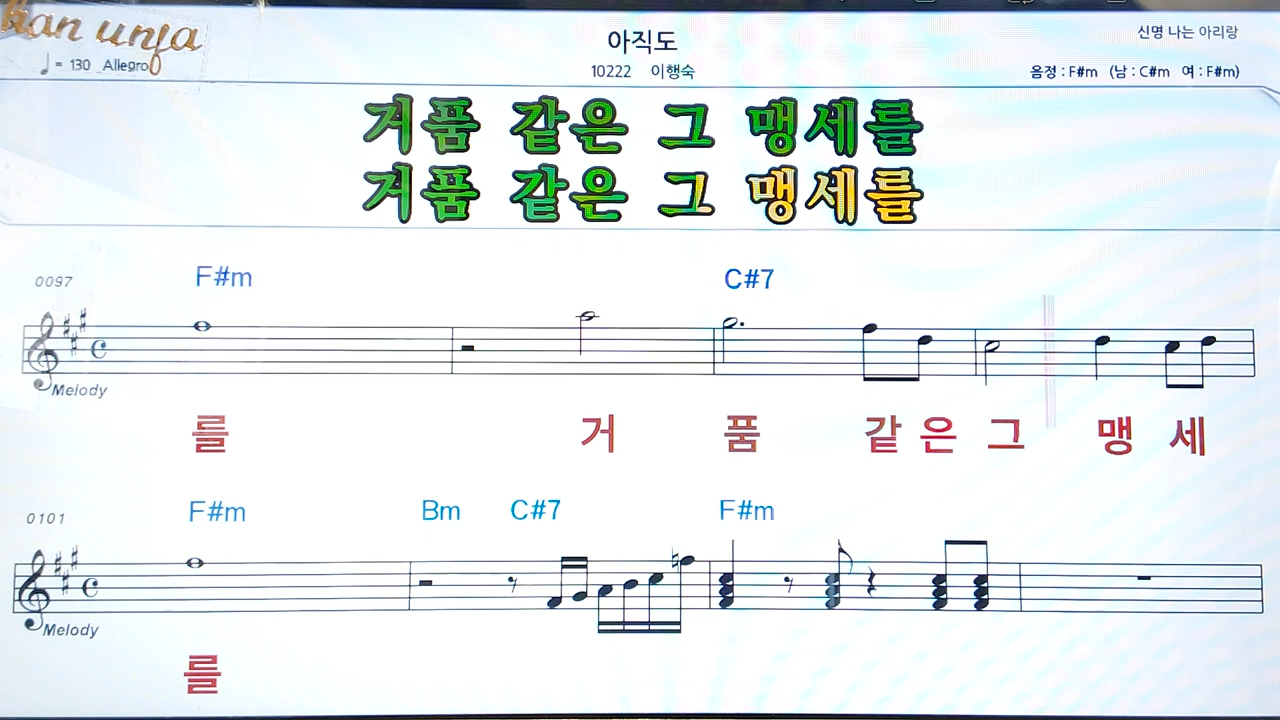 kan unfa
아직도
신명 나는 아리랑
♩ = 130 Allegro
10222 이행숙
음정 : F#m (남 : C#m 여 : F#m)
거품 같은 그 맹세를
거품 같은 그 맹세를
0097
F#m C#7
Melody
를 거 품 같 은 그 맹 세
0101
F#m Bm C#7 F#m
Melody
를